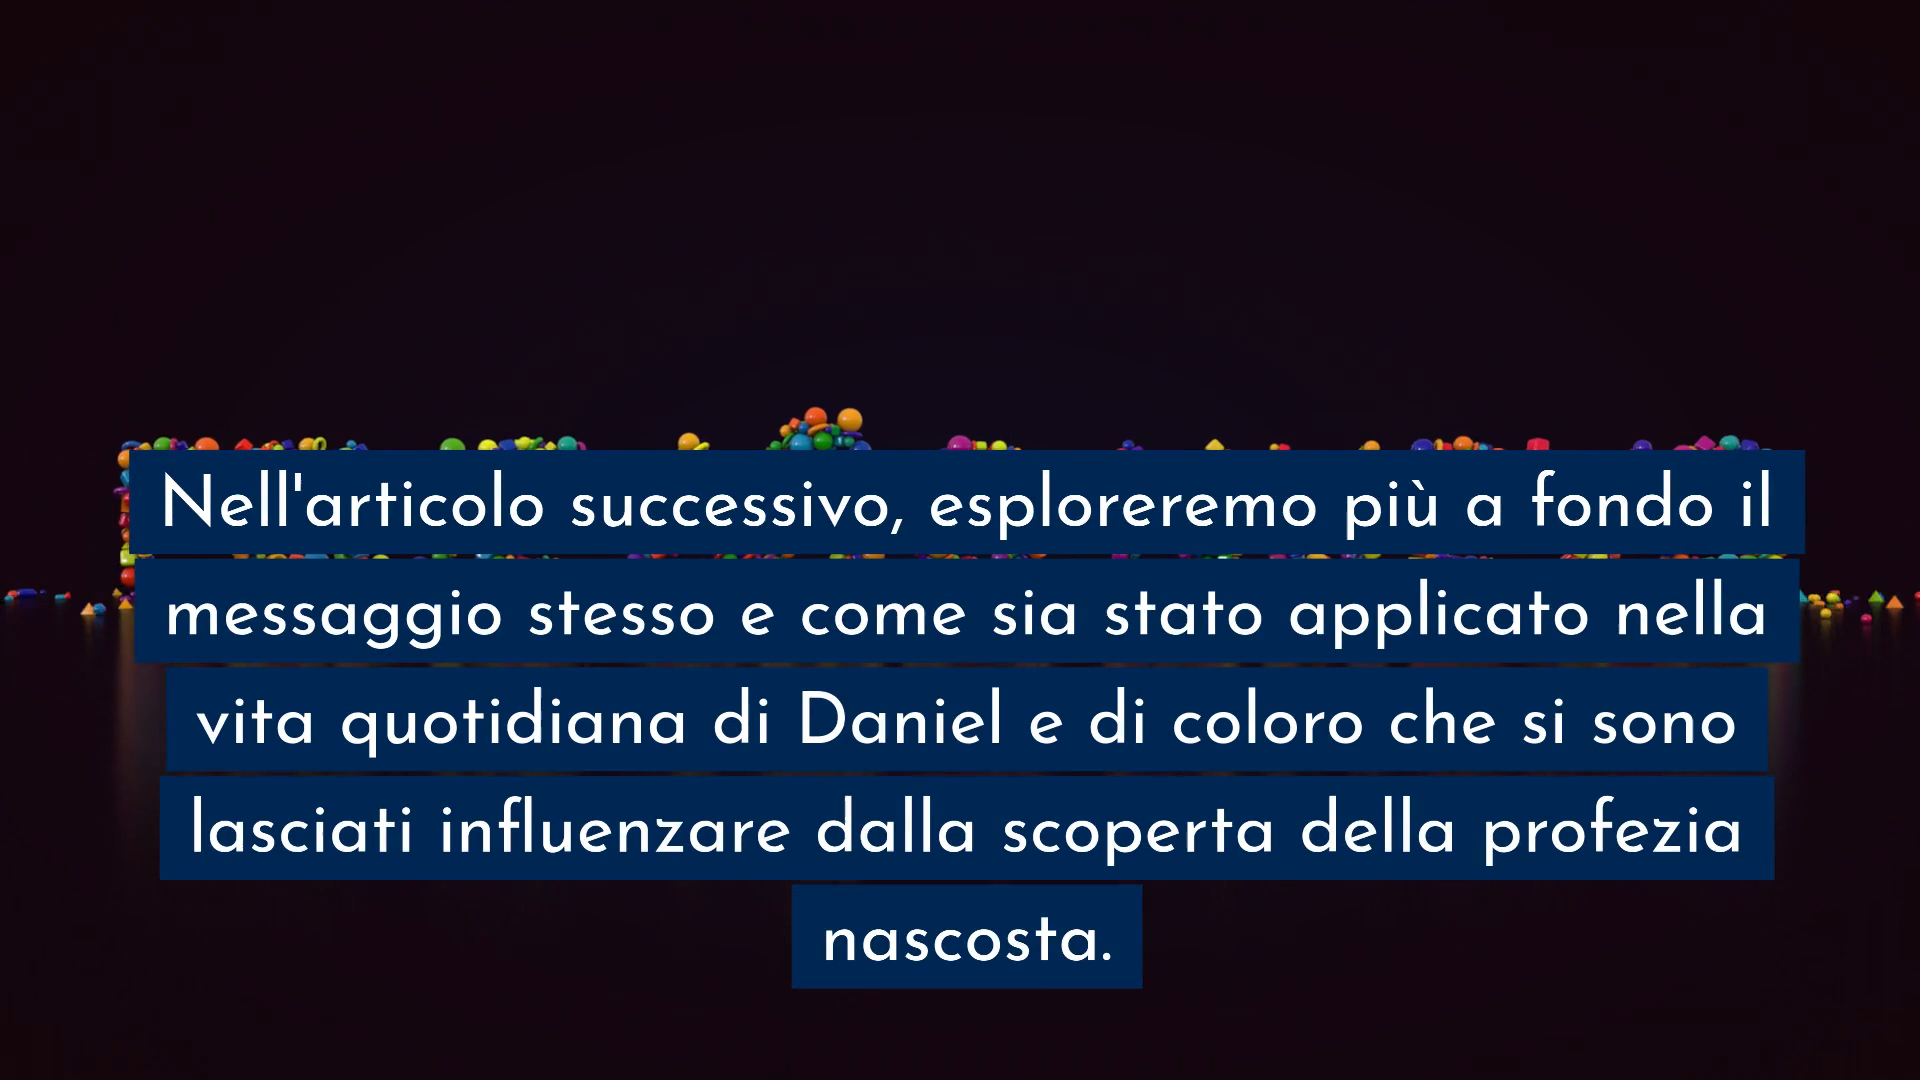 Nell'articolo successivo, esploreremo più a fondo il
messaggio stesso e come sia stato applicato nella
vita quotidiana di Daniel e di coloro che si sono
lasciati influenzare dalla scoperta della profezia
nascosta.